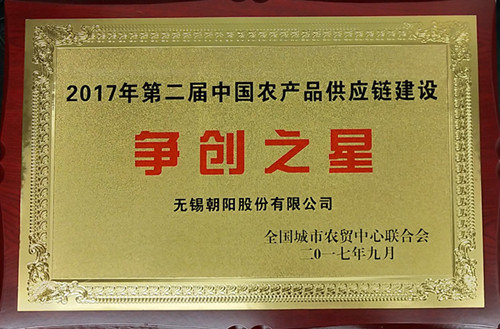 2017年第二届中国农产品供应链建设
争创之星
无锡朝阳股份有限公司
全国城市农贸中心联合会
二〇一七年九月